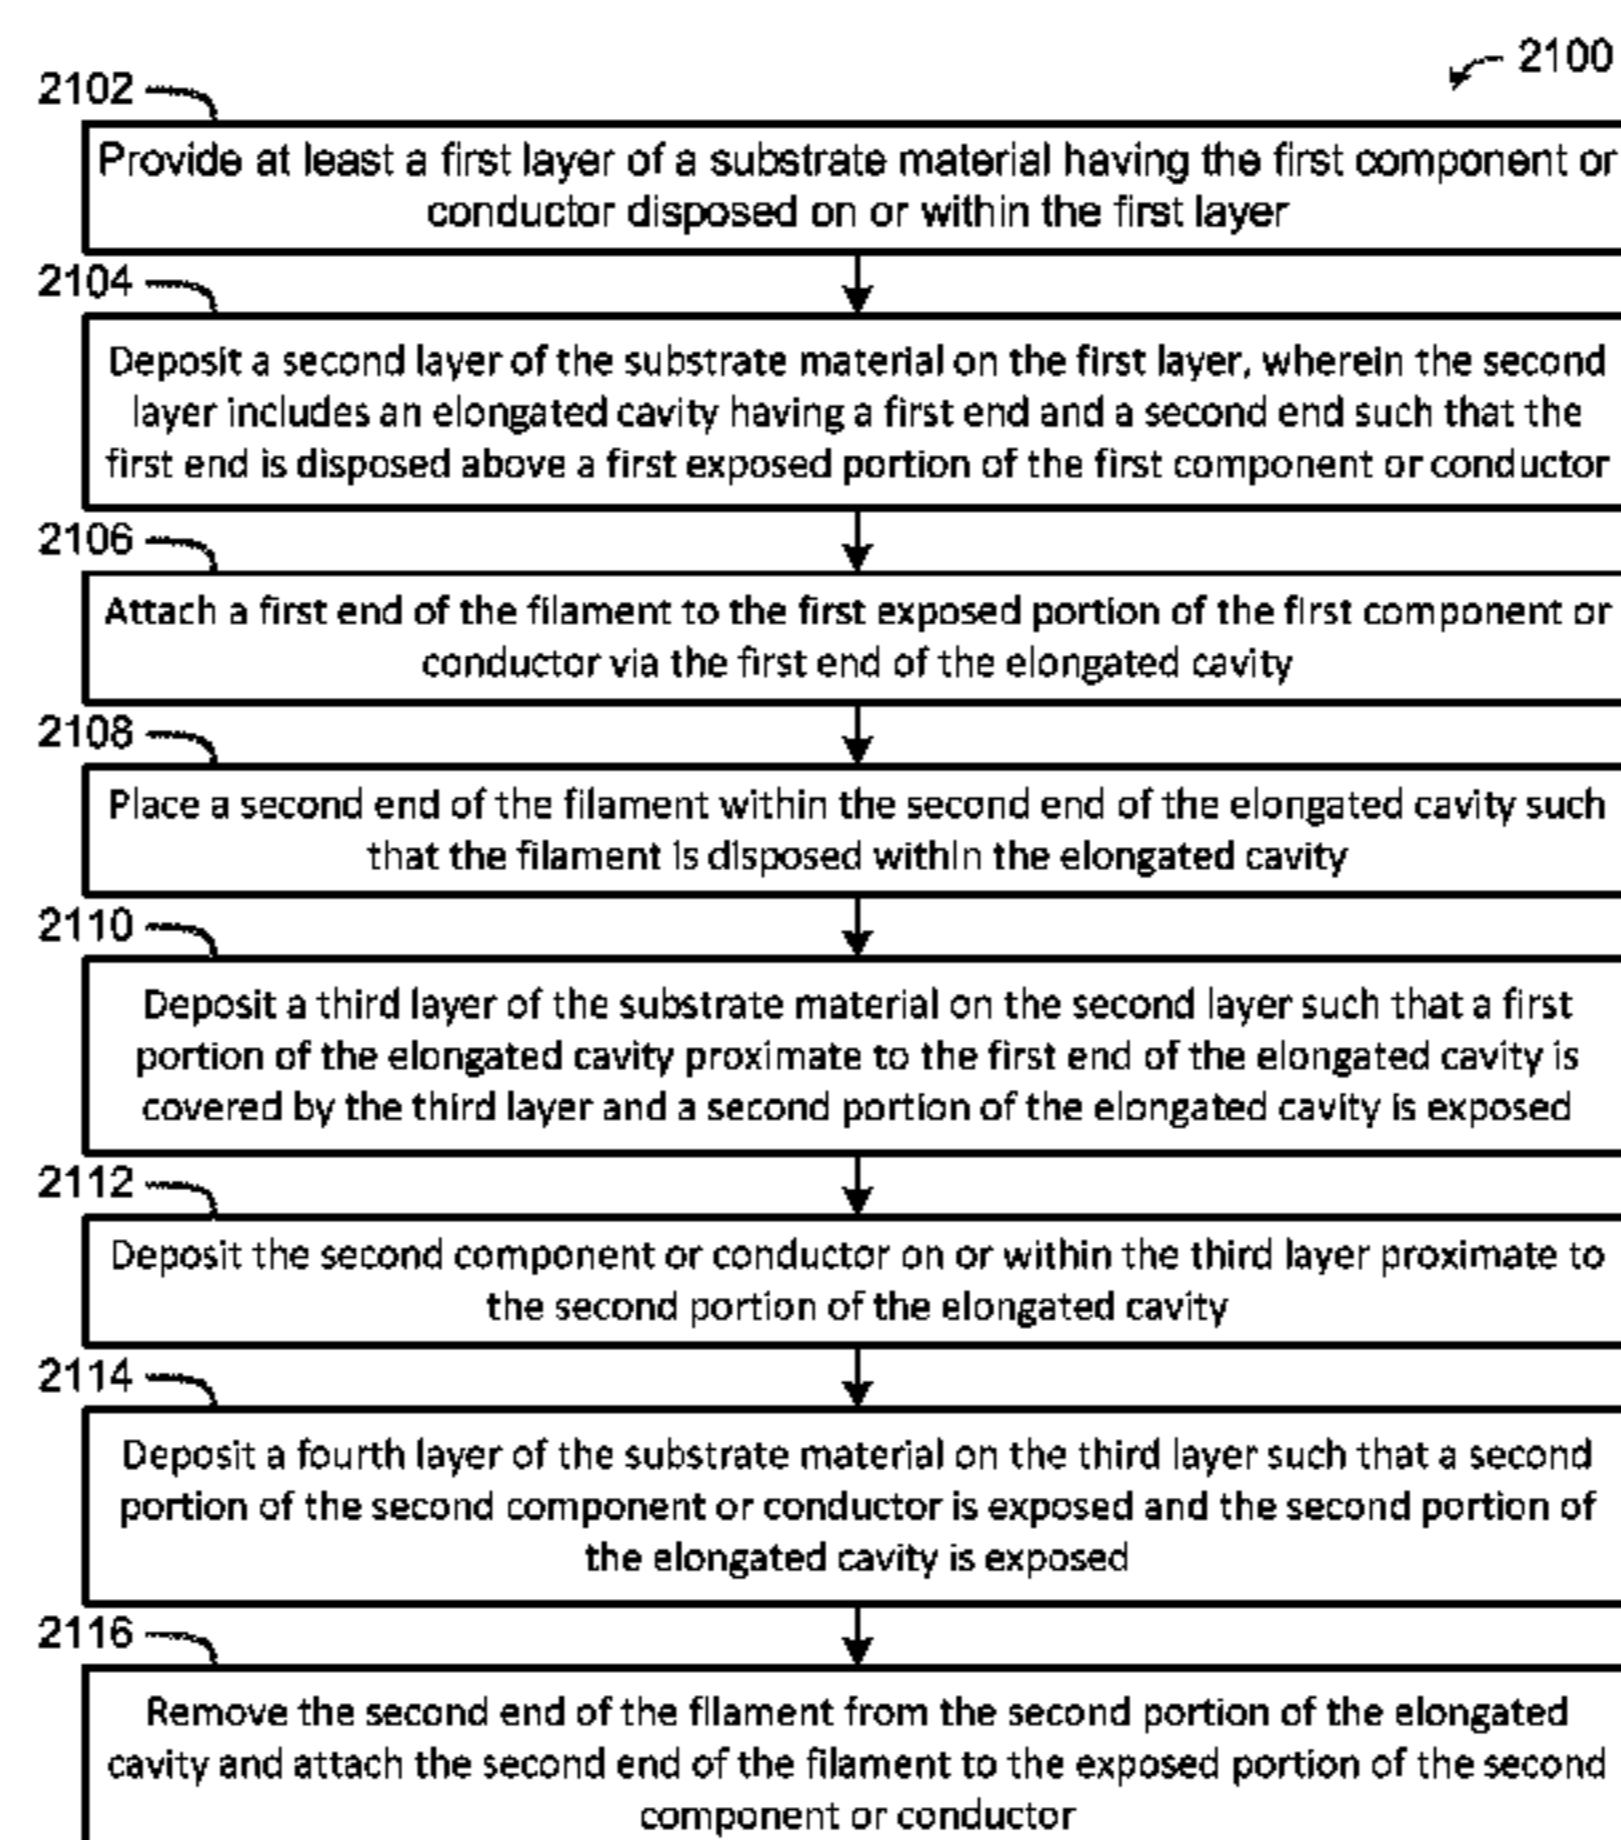 2100
2102
Provide at least a first layer of a substrate material having the first component or
conductor disposed on or within the first layer
2104
Deposit a second layer of the substrate material on the first layer, wherein the second
layer includes an elongated cavity having a first end and a second end such that the
first end is disposed above a first exposed portion of the first component or conductor
2106
Attach a first end of the filament to the first exposed portion of the first component or
conductor via the first end of the elongated cavity
2108
Place a second end of the filament within the second end of the elongated cavity such
that the filament is disposed within the elongated cavity
2110
Deposit a third layer of the substrate material on the second layer such that a first
portion of the elongated cavity proximate to the first end of the elongated cavity is
covered by the third layer and a second portion of the elongated cavity is exposed
2112
Deposit the second component or conductor on or within the third layer proximate to
the second portion of the elongated cavity
2114
Deposit a fourth layer of the substrate material on the third layer such that a second
portion of the second component or conductor is exposed and the second portion of
the elongated cavity is exposed
2116
Remove the second end of the filament from the second portion of the elongated
cavity and attach the second end of the filament to the exposed portion of the second
component or conductor